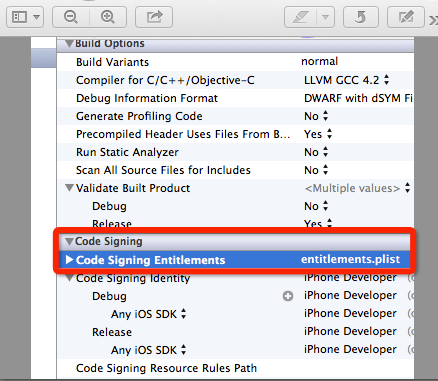 Build Options
Build Variants normal
Compiler for C/C++/Objective-C LLVM GCC 4.2
Debug Information Format DWARF with dSYM Fi
Generate Profiling Code No
Precompiled Header Uses Files From B... Yes
Run Static Analyzer No
Scan All Source Files for Includes No
Validate Built Product <Multiple values>
Debug No
Release Yes
Code Signing
Code Signing Entitlements entitlements.plist
Code Signing Identity iPhone Developer (
Debug iPhone Developer (
Any iOS SDK iPhone Developer (
Release iPhone Developer (
Any iOS SDK iPhone Developer (
Code Signing Resource Rules Path